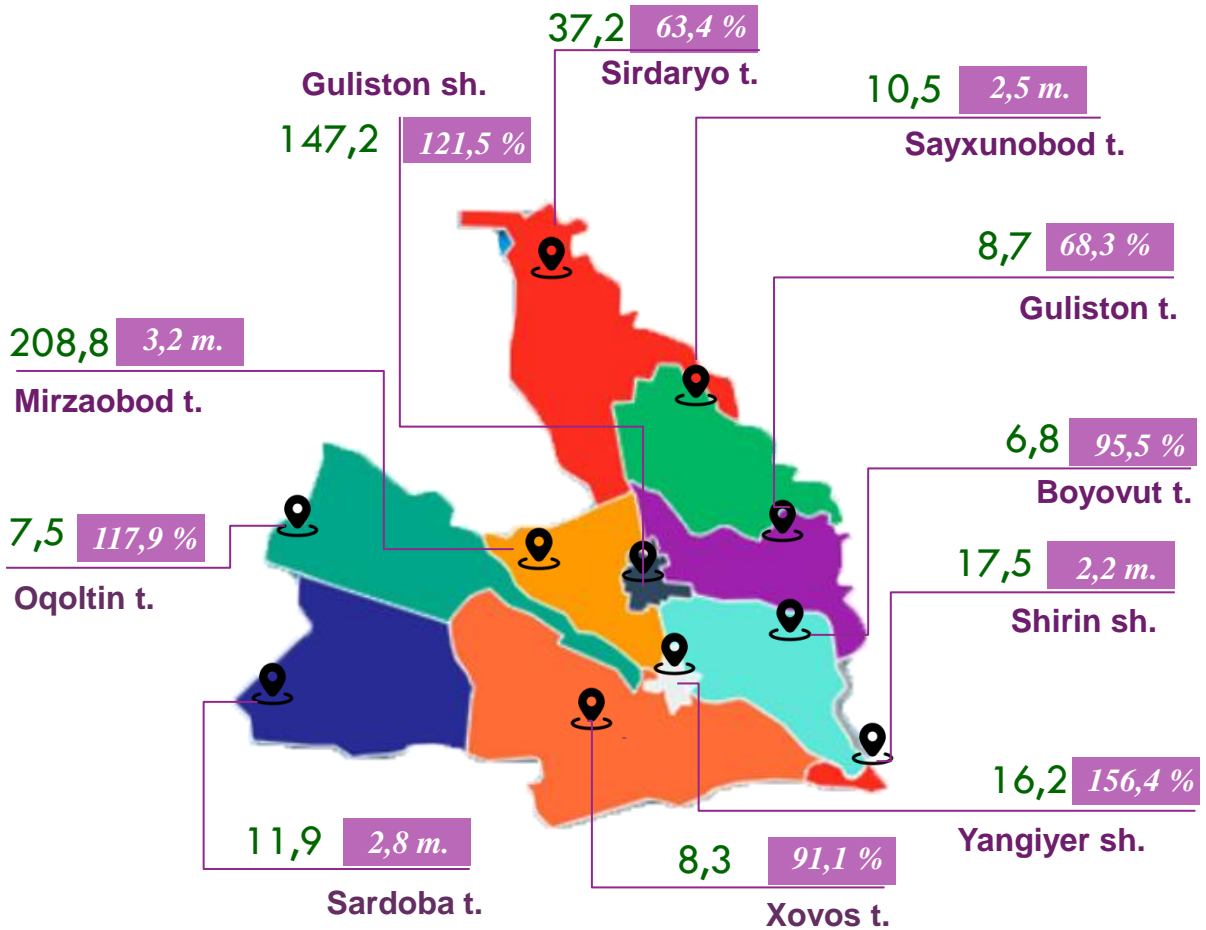 37,2 63,4 %
Sirdaryo t.
Guliston sh.
147,2 121,5 %
10,5 2,5 m.
Sayxunobod t.
8,7 68,3 %
Guliston t.
208,8 3,2 m.
Mirzaobod t.
6,8 95,5 %
Boyovut t.
7,5 117,9 %
Oqoltin t.
17,5 2,2 m.
Shirin sh.
16,2 156,4 %
Yangiyer sh.
11,9 2,8 m.
Sardoba t.
8,3 91,1 %
Xovos t.